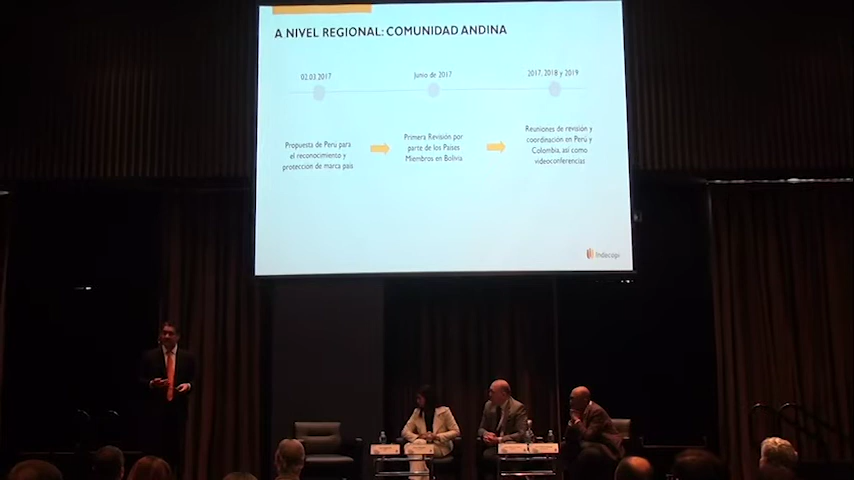 A NIVEL REGIONAL: COMUNIDAD ANDINA
02.03 2017
Junio de 2017
2017, 2018 y 2019
Propuesta de Perú para
el reconocimiento y
protección de marca país
Primera Revisión por
parte de los Países
Miembros en Bolivia
Reuniones de revisión y
coordinación en Perú y
Colombia, así como
videoconferencias
Indecopi